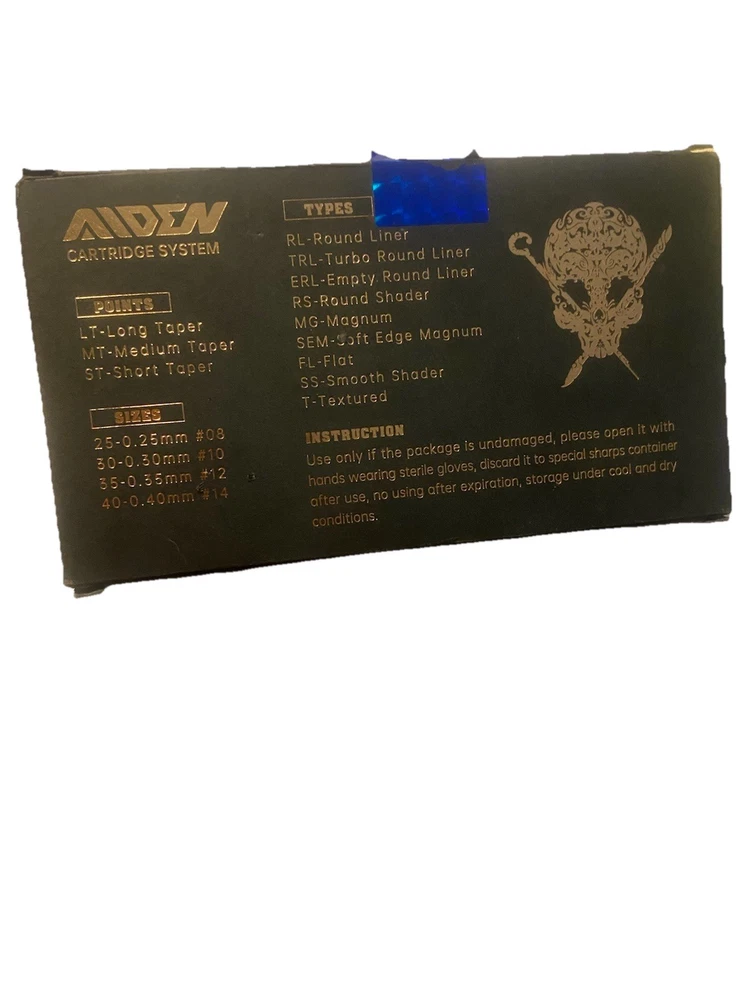 AIDEN
CARTRIDGE SYSTEM
POINTS
LT-Long Taper
MT-Medium Taper
ST-Short Taper
SIZES
25-0.25mm #08
30-0.30mm #10
35-0.35mm #12
40-0.40mm #14
TYPES
RL-Round Liner
TRL-Turbo Round Liner
ERL-Empty Round Liner
RS-Round Shader
MG-Magnum
SEM-Soft Edge Magnum
FL-Flat
SS-Smooth Shader
T-Textured
INSTRUCTION
Use only if the package is undamaged, please open it with
hands wearing sterile gloves, discard it to special sharps container
after use, no using after expiration, storage under cool and dry
conditions.